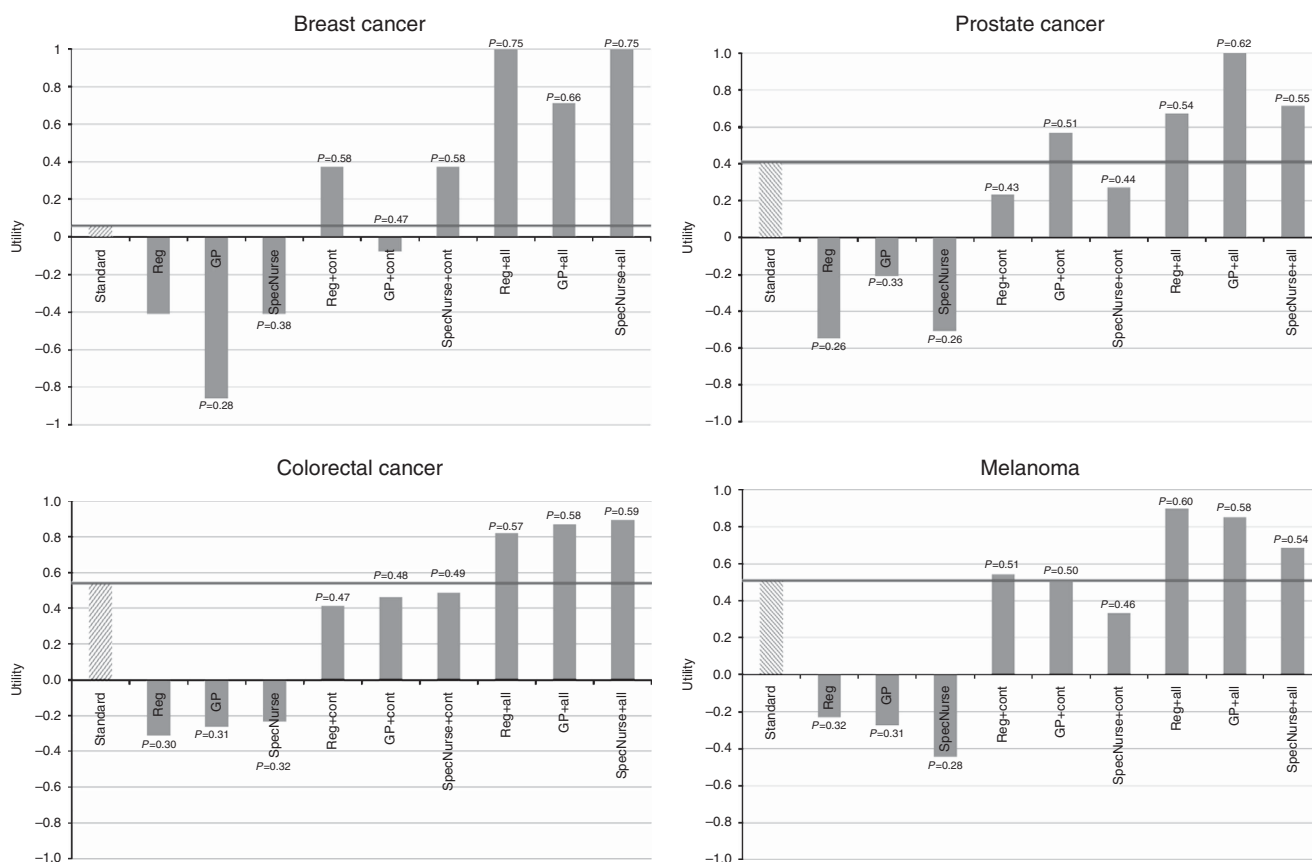 Breast cancer
1
0.8
0.6
0.4
0.2
0
–0.2
–0.4
–0.6
–0.8
–1
Utility
P=0.75
P=0.66
P=0.75
P=0.58
P=0.58
P=0.47
P=0.38
P=0.28
Standard
Reg
GP
SpecNurse
Reg+cont
GP+cont
SpecNurse+cont
Reg+all
GP+all
SpecNurse+all
Prostate cancer
1.0
0.8
0.6
0.4
0.2
0.0
–0.2
–0.4
–0.6
–0.8
–1.0
Utility
P=0.62
P=0.55
P=0.54
P=0.51
P=0.43
P=0.44
P=0.33
P=0.26
P=0.26
Standard
Reg
GP
SpecNurse
Reg+cont
GP+cont
SpecNurse+cont
Reg+all
GP+all
SpecNurse+all
Colorectal cancer
1.0
0.8
0.6
0.4
0.2
0.0
–0.2
–0.4
–0.6
–0.8
–1.0
Utility
P=0.57
P=0.58
P=0.59
P=0.47
P=0.48
P=0.49
P=0.30
P=0.31
P=0.32
Standard
Reg
GP
SpecNurse
Reg+cont
GP+cont
SpecNurse+cont
Reg+all
GP+all
SpecNurse+all
Melanoma
1.0
0.8
0.6
0.4
0.2
0.0
–0.2
–0.4
–0.6
–0.8
–1.0
Utility
P=0.60
P=0.58
P=0.54
P=0.51
P=0.50
P=0.46
P=0.32
P=0.31
P=0.28
Standard
Reg
GP
SpecNurse
Reg+cont
GP+cont
SpecNurse+cont
Reg+all
GP+all
SpecNurse+all